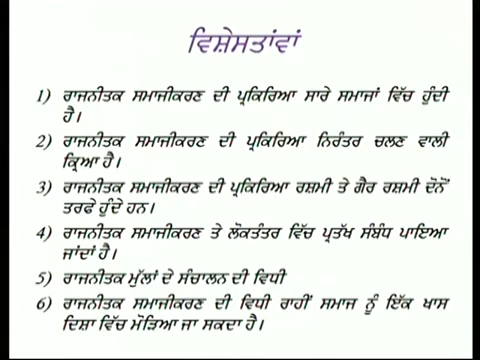 ਵਿਸ਼ੇਸਤਾਂਵਾਂ
1) ਰਾਜਨੀਤਕ ਸਮਾਜੀਕਰਣ ਦੀ ਪ੍ਰਕਿਰਿਆ ਸਾਰੇ ਸਮਾਜਾਂ ਵਿੱਚ ਹੁੰਦੀ
ਹੈ।
2) ਰਾਜਨੀਤਕ ਸਮਾਜੀਕਰਣ ਦੀ ਪ੍ਰਕਿਰਿਆ ਨਿਰੰਤਰ ਚਲਣ ਵਾਲੀ
ਕ੍ਰਿਆ ਹੈ।
3) ਰਾਜਨੀਤਕ ਸਮਾਜੀਕਰਣ ਦੀ ਪ੍ਰਕਿਰਿਆ ਰਸ਼ਮੀ ਤੇ ਗੈਰ ਰਸ਼ਮੀ ਦੋਨੋਂ
ਤਰਫੇ ਹੁੰਦੇ ਹਨ।
4) ਰਾਜਨੀਤਕ ਸਮਾਜੀਕਰਣ ਤੇ ਲੋਕਤੰਤਰ ਵਿੱਚ ਪ੍ਰਤੱਖ ਸੰਬੰਧ ਪਾਇਆ
ਜਾਂਦਾ ਹੈ।
5) ਰਾਜਨੀਤਕ ਮੁੱਲਾਂ ਦੇ ਸੰਚਾਲਨ ਦੀ ਵਿਧੀ
6) ਰਾਜਨੀਤਕ ਸਮਾਜੀਕਰਣ ਦੀ ਵਿਧੀ ਰਾਹੀਂ ਸਮਾਜ ਨੂੰ ਇੱਕ ਖਾਸ
ਦਿਸ਼ਾ ਵਿੱਚ ਮੋੜਿਆ ਜਾ ਸਕਦਾ ਹੈ।